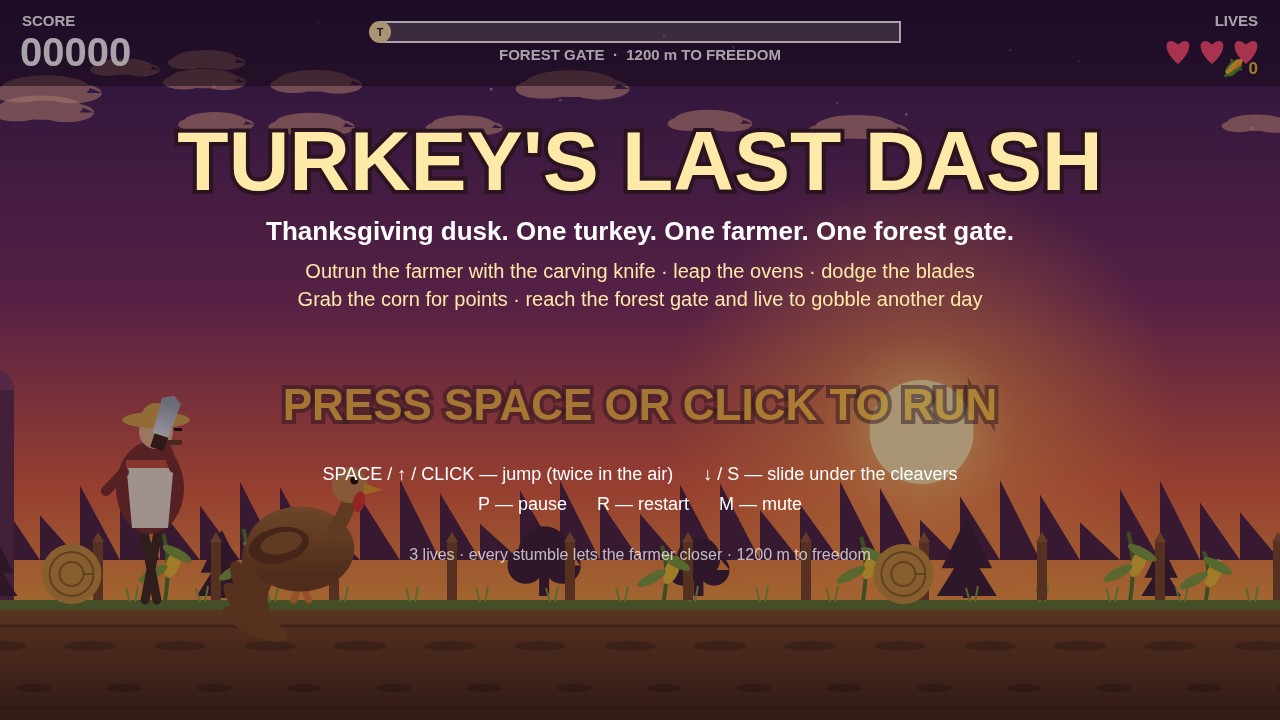 SCORE
00000
T
FOREST GATE · 1200 m TO FREEDOM
LIVES
0
TURKEY'S LAST DASH
Thanksgiving dusk. One turkey. One farmer. One forest gate.
Outrun the farmer with the carving knife · leap the ovens · dodge the blades
Grab the corn for points · reach the forest gate and live to gobble another day
PRESS SPACE OR CLICK TO RUN
SPACE / ↑ / CLICK — jump (twice in the air) ↓ / S — slide under the cleavers
P — pause R — restart M — mute
3 lives · every stumble lets the farmer closer · 1200 m to freedom